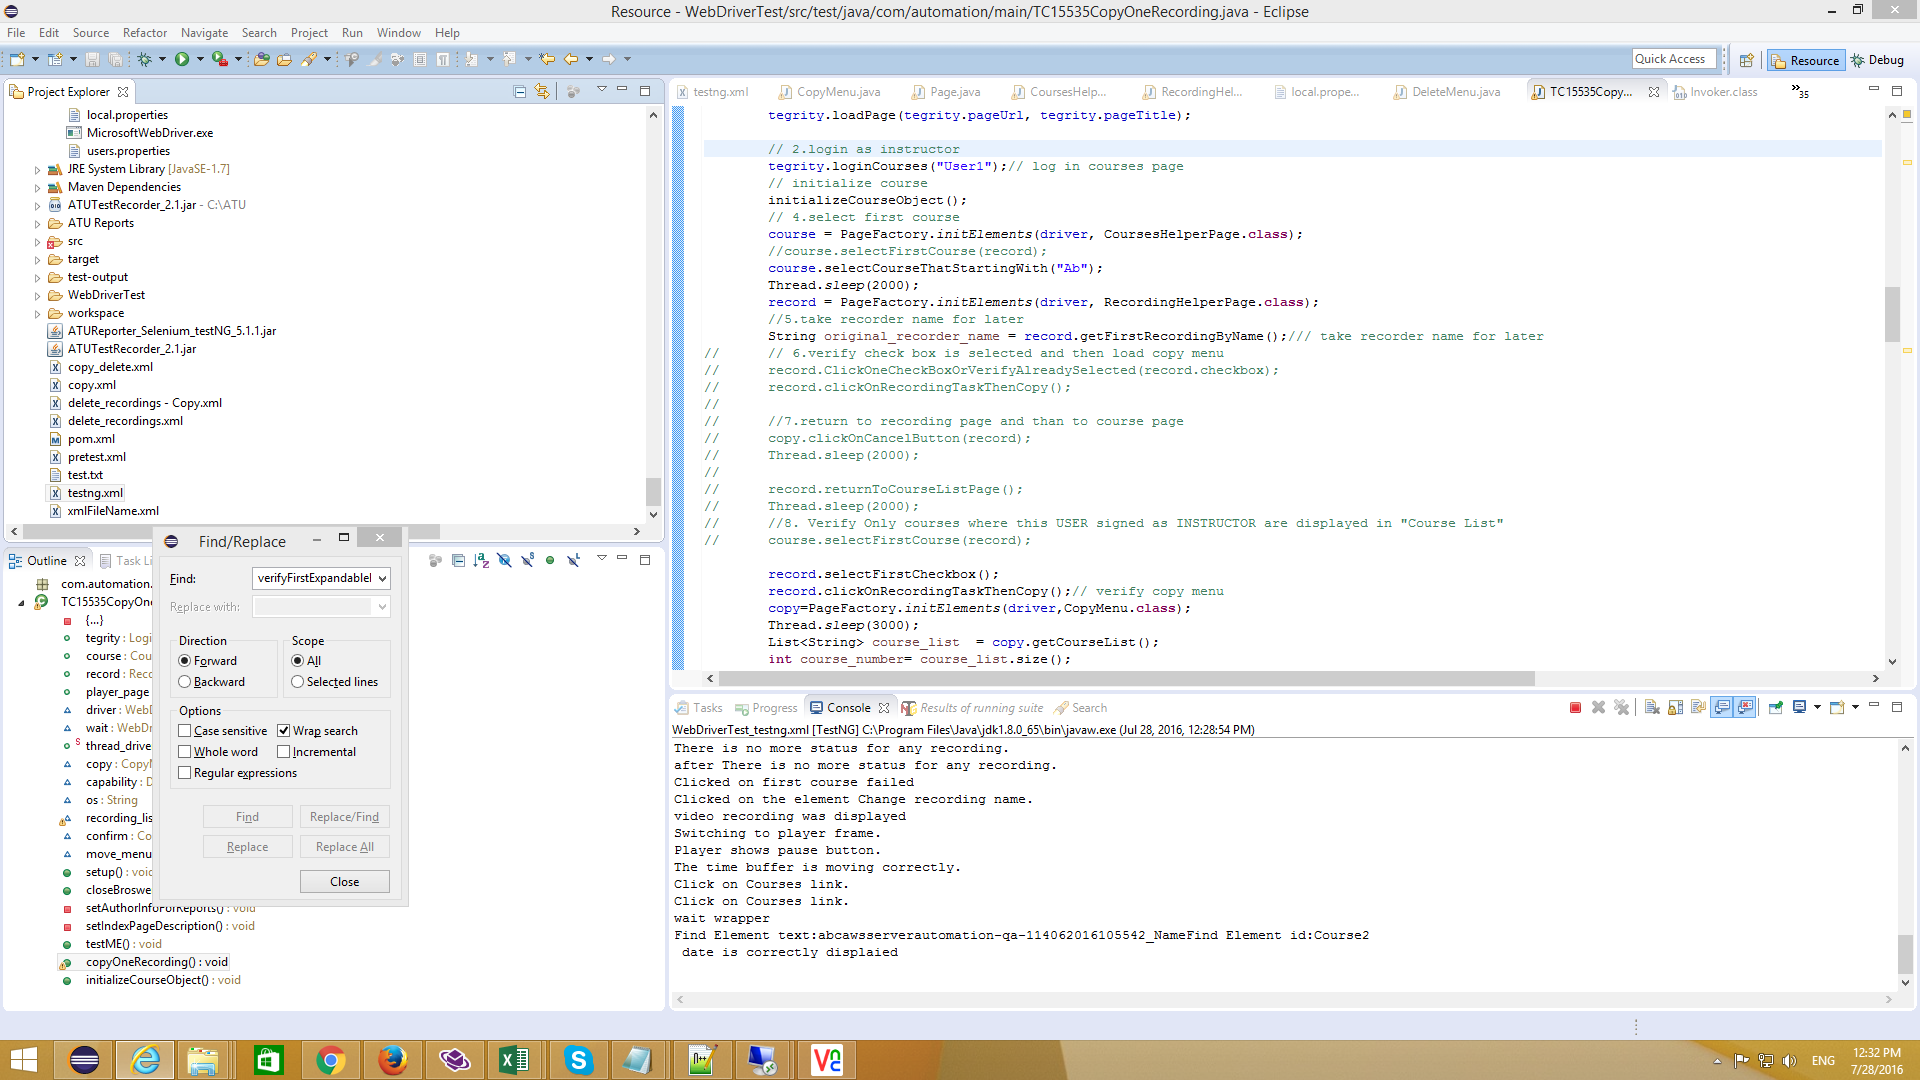 Resource - WebDriverTest/src/test/java/com/automation/main/TC15535CopyOneRecording.java - Eclipse
File Edit Source Refactor Navigate Search Project Run Window Help
Quick Access
Resource
Debug
Project Explorer
local.properties
MicrosoftWebDriver.exe
users.properties
JRE System Library [JavaSE-1.7]
Maven Dependencies
ATUTestRecorder_2.1.jar - C:\ATU
ATU Reports
src
target
test-output
WebDriverTest
workspace
ATUReporter_Selenium_testNG_5.1.1.jar
ATUTestRecorder_2.1.jar
copy_delete.xml
copy.xml
delete_recordings - Copy.xml
delete_recordings.xml
pom.xml
pretest.xml
test.txt
testng.xml
xmlFileName.xml
testng.xml CopyMenu.java Page.java CoursesHelp... RecordingHel... local.prope... DeleteMenu.java TC15535Copy... Invoker.class »35
tegrity.loadPage(tegrity.pageUrl, tegrity.pageTitle);
// 2.login as instructor
tegrity.loginCourses("User1");// log in courses page
// initialize course
initializeCourseObject();
// 4.select first course
course = PageFactory.initElements(driver, CoursesHelperPage.class);
//course.selectFirstCourse(record);
course.selectCourseThatStartingWith("Ab");
Thread.sleep(2000);
record = PageFactory.initElements(driver, RecordingHelperPage.class);
//5.take recorder name for later
String original_recorder_name = record.getFirstRecordingByName();/// take recorder name for later
// // 6.verify check box is selected and then load copy menu
// record.ClickOneCheckBoxOrVerifyAlreadySelected(record.checkbox);
// record.clickOnRecordingTaskThenCopy();
//
// //7.return to recording page and than to course page
// copy.clickOnCancelButton(record);
// Thread.sleep(2000);
//
// record.returnToCourseListPage();
// Thread.sleep(2000);
// //8. Verify Only courses where this USER signed as INSTRUCTOR are displayed in "Course List"
// course.selectFirstCourse(record);
record.selectFirstCheckbox();
record.clickOnRecordingTaskThenCopy();// verify copy menu
copy=PageFactory.initElements(driver,CopyMenu.class);
Thread.sleep(3000);
List<String> course_list = copy.getCourseList();
int course_number= course_list.size();
Outline
Task Li
com.automation.
TC15535CopyOne
{...}
tegrity : Logi
course : Cou
record : Reco
player_page
driver : WebD
wait : WebDr
thread_drive
copy : CopyM
capability : D
os : String
recording_lis
confirm : Co
move_menu
setup() : void
closeBroswe
setAuthorInfoForReports() : void
setIndexPageDescription() : void
testME() : void
copyOneRecording() : void
initializeCourseObject() : void
Find/Replace
Find: verifyFirstExpandablel
Replace with:
Direction
Forward
Backward
Scope
All
Selected lines
Options
Case sensitive
Wrap search
Whole word
Incremental
Regular expressions
Find
Replace/Find
Replace
Replace All
Close
Tasks Progress Console Results of running suite Search
WebDriverTest_testng.xml [TestNG] C:\Program Files\Java\jdk1.8.0_65\bin\javaw.exe (Jul 28, 2016, 12:28:54 PM)
There is no more status for any recording.
after There is no more status for any recording.
Clicked on first course failed
Clicked on the element Change recording name.
video recording was displayed
Switching to player frame.
Player shows pause button.
The time buffer is moving correctly.
Click on Courses link.
Click on Courses link.
wait wrapper
Find Element text:abcawsserverautomation-qa-114062016105542_NameFind Element id:Course2
date is correctly displaied
ENG
12:32 PM
7/28/2016